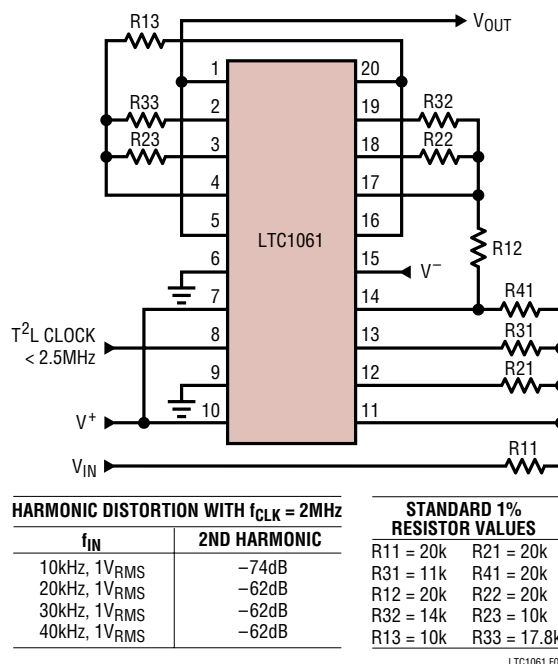 R13
VOUT
1 20
R33 2 19 R32
R23 3 18 R22
4 17
5 16
LTC1061
R12
6 15 V−
7 14 R41
T2L CLOCK
< 2.5MHz
8 13 R31
9 12 R21
V+ 10 11
VIN R11
HARMONIC DISTORTION WITH fCLK = 2MHz
fIN 2ND HARMONIC
10kHz, 1VRMS −74dB
20kHz, 1VRMS −62dB
30kHz, 1VRMS −62dB
40kHz, 1VRMS −62dB
STANDARD 1%
RESISTOR VALUES
R11 = 20k R21 = 20k
R31 = 11k R41 = 20k
R12 = 20k R22 = 20k
R32 = 14k R23 = 10k
R13 = 10k R33 = 17.8k
LTC1061